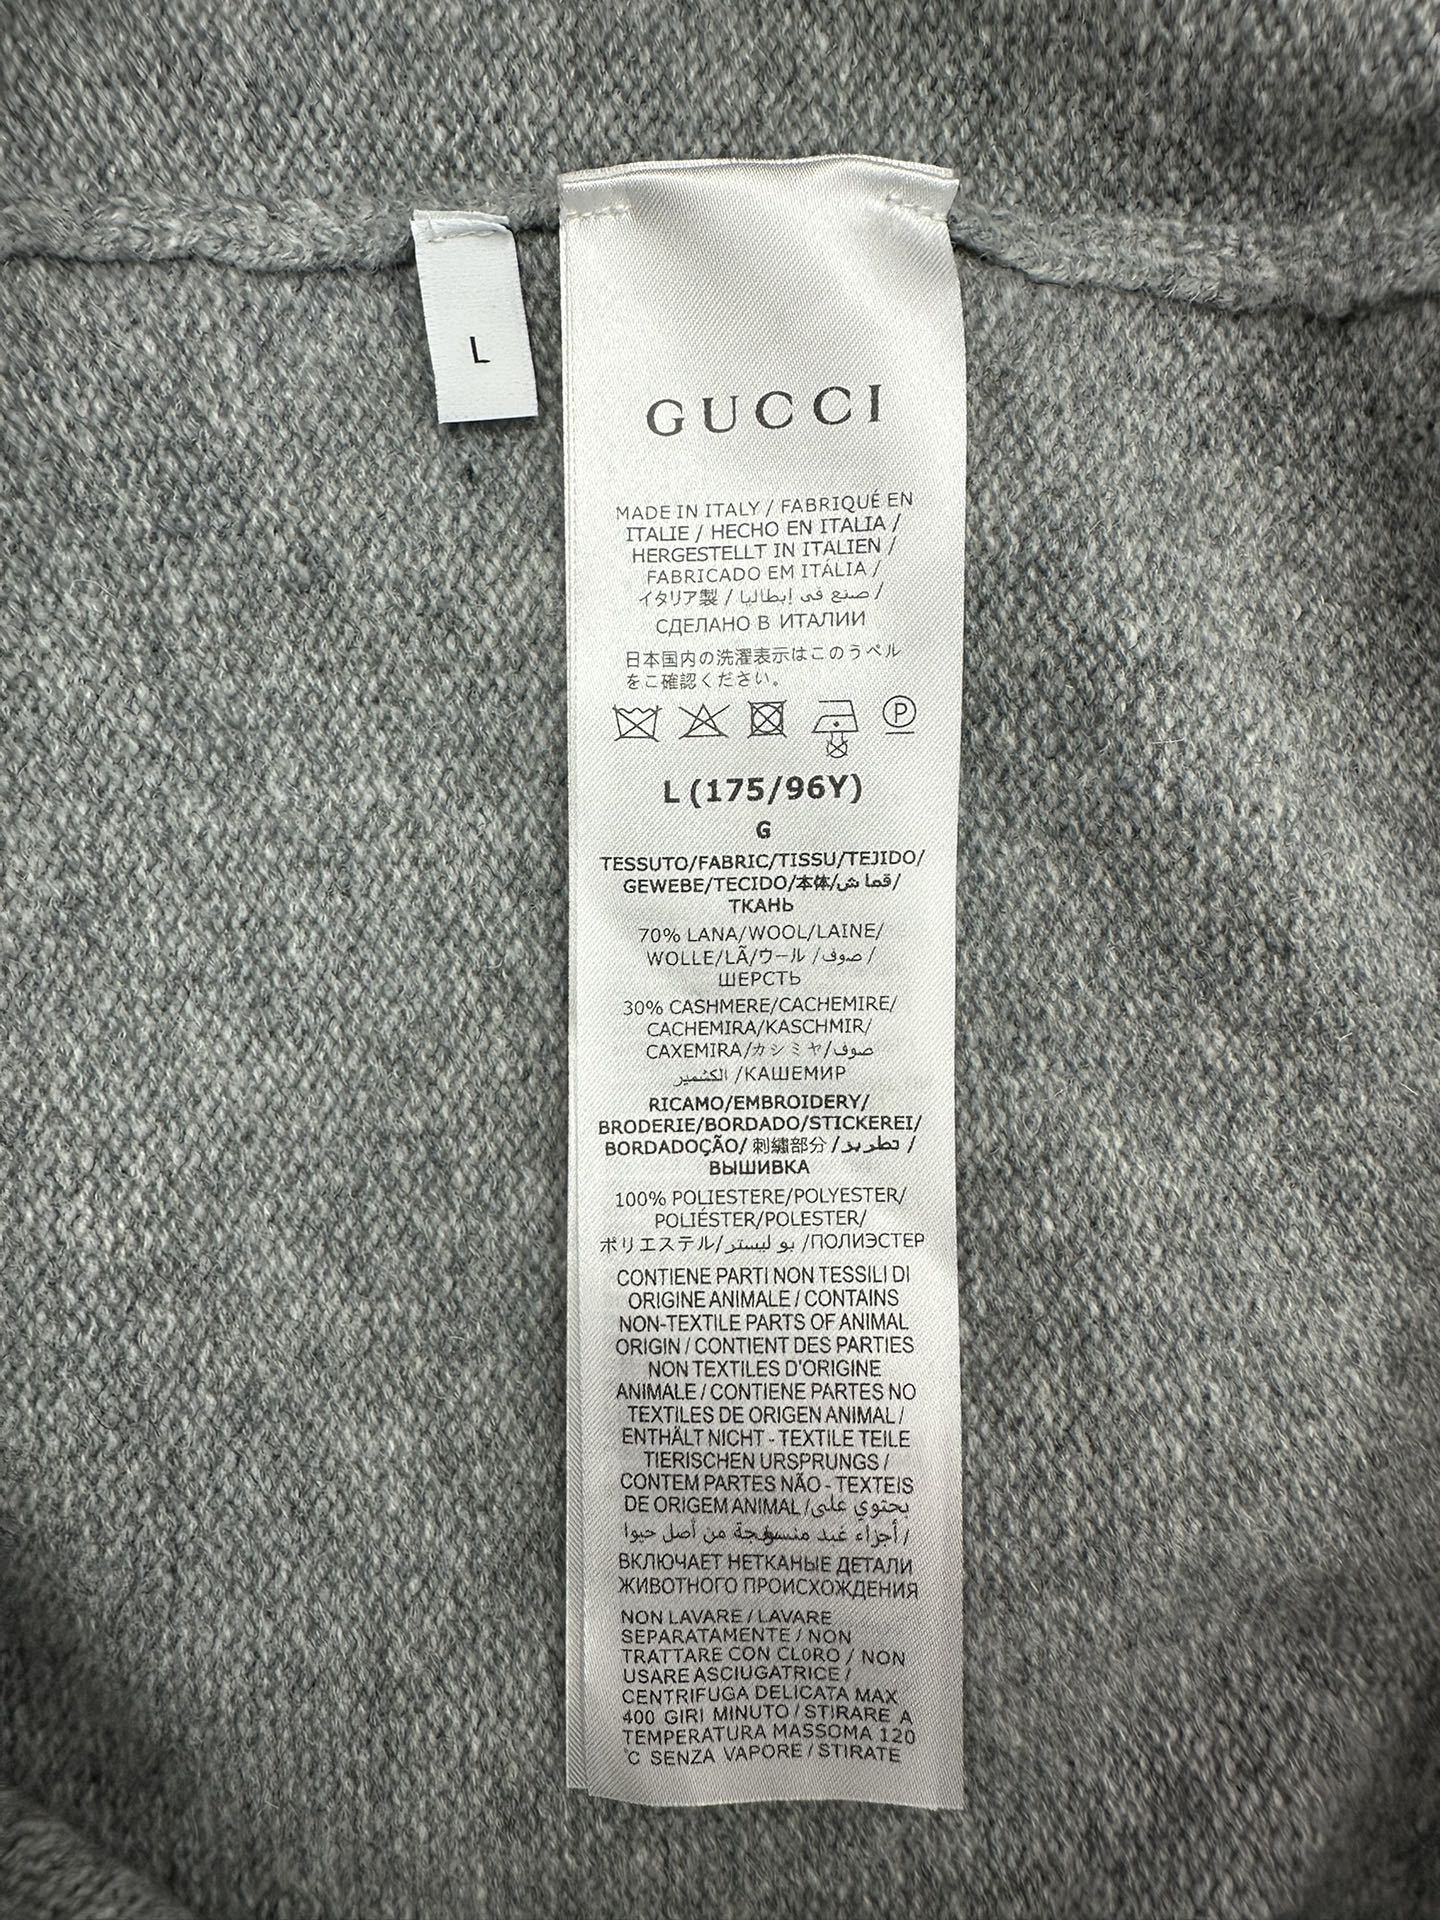 L
GUCCI
MADE IN ITALY / FABRIQUÉ EN
ITALIE / HECHO EN ITALIA /
HERGESTELLT IN ITALIEN /
FABRICADO EM ITÁLIA /
イタリア製 / صنع في إيطاليا /
СДЕЛАНО В ИТАЛИИ
日本国内の洗濯表示はこのうペル
をご確認ください。
P
L (175/96Y)
G
TESSUTO/FABRIC/TISSU/TEJIDO/
GEWEBE/TECIDO/本体/قماش/
ТКАНЬ
70% LANA/WOOL/LAINE/
WOLLE/LÃ/ウール /صوف /
ШЕРСТЬ
30% CASHMERE/CACHEMIRE/
CACHEMIRA/KASCHMIR/
CAXEMIRA/カシミヤ/صوف
الكشمير /КАШЕМИР
RICAMO/EMBROIDERY/
BRODERIE/BORDADO/STICKEREI/
BORDADOÇÃO/ 刺繍部分 /تطريز /
ВЫШИВКА
100% POLIESTERE/POLYESTER/
POLIÉSTER/POLESTER/
ポリエステル/بو ليستر /ПОЛИЭСТЕР
CONTIENE PARTI NON TESSILI DI
ORIGINE ANIMALE / CONTAINS
NON-TEXTILE PARTS OF ANIMAL
ORIGIN / CONTIENT DES PARTIES
NON TEXTILES D'ORIGINE
ANIMALE / CONTIENE PARTES NO
TEXTILES DE ORIGEN ANIMAL /
ENTHÄLT NICHT - TEXTILE TEILE
TIERISCHEN URSPRUNGS /
CONTEM PARTES NÃO - TEXTEIS
DE ORIGEM ANIMAL /يحتوي على
أجزاء من أصل حيوا /
ВКЛЮЧАЕТ НЕТКАНЫЕ ДЕТАЛИ
ЖИВОТНОГО ПРОИСХОЖДЕНИЯ
NON LAVARE / LAVARE
SEPARATAMENTE / NON
TRATTARE CON CLORO / NON
USARE ASCIUGATRICE /
CENTRIFUGA DELICATA MAX
400 GIRI MINUTO / STIRARE A
TEMPERATURA MASSOMA 120
°C SENZA VAPORE / STIRATE